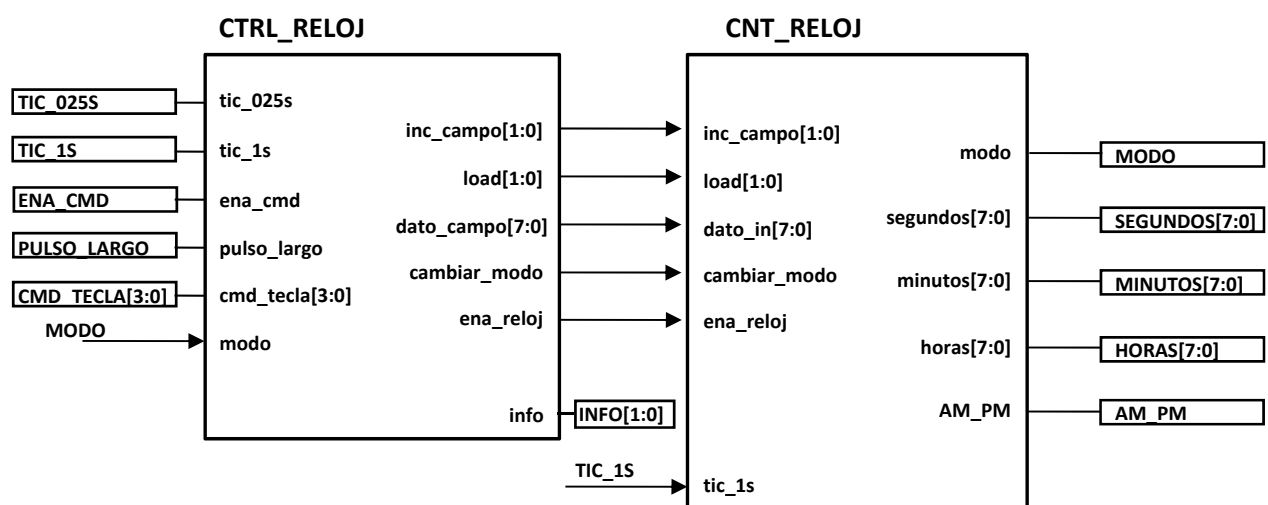 CTRL_RELOJ
CNT_RELOJ
TIC_025S
tic_025s
TIC_1S
tic_1s
ENA_CMD
ena_cmd
PULSO_LARGO
pulso_largo
CMD_TECLA[3:0]
cmd_tecla[3:0]
MODO
modo
inc_campo[1:0]
load[1:0]
dato_campo[7:0]
cambiar_modo
ena_reloj
info
INFO[1:0]
inc_campo[1:0]
load[1:0]
dato_in[7:0]
cambiar_modo
ena_reloj
TIC_1S
tic_1s
modo
MODO
segundos[7:0]
SEGUNDOS[7:0]
minutos[7:0]
MINUTOS[7:0]
horas[7:0]
HORAS[7:0]
AM_PM
AM_PM